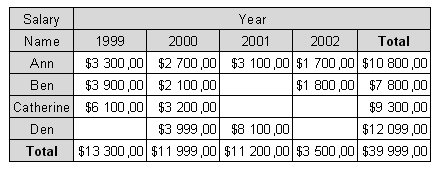 Salary Year
Name 1999 2000 2001 2002 Total
Ann $3 300,00 $2 700,00 $3 100,00 $1 700,00 $10 800,00
Ben $3 900,00 $2 100,00 $1 800,00 $7 800,00
Catherine $6 100,00 $3 200,00 $9 300,00
Den $3 999,00 $8 100,00 $12 099,00
Total $13 300,00 $11 999,00 $11 200,00 $3 500,00 $39 999,00